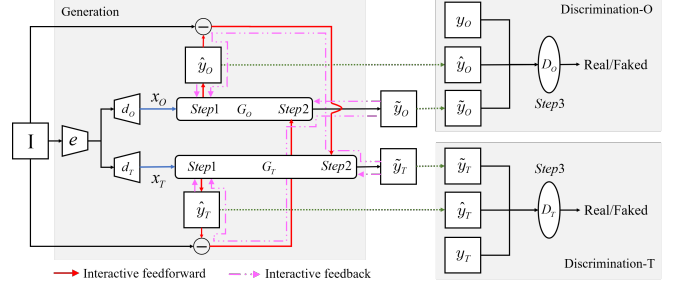 Generation
Discrimination-O
I
e
d_O
d_T
x_O
x_T
−
ŷ_O
Step1 G_O Step2
ỹ_O
Step1 G_T Step2
ỹ_T
ŷ_T
−
y_O
ŷ_O
ỹ_O
D_O
Step3
Real/Faked
ỹ_T
ŷ_T
y_T
Step3
D_T
Real/Faked
Discrimination-T
Interactive feedforward
Interactive feedback